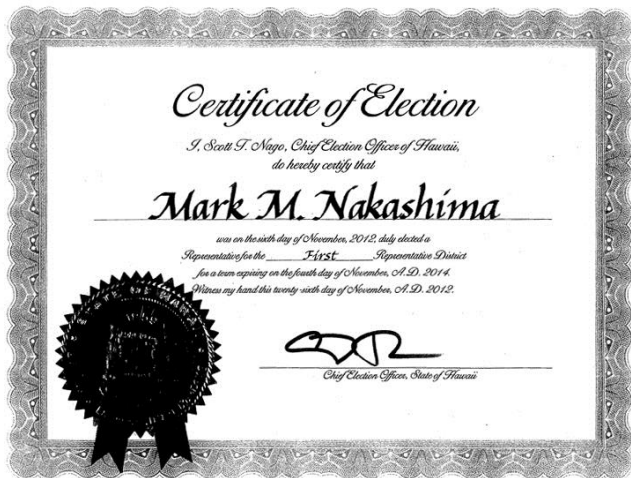 Certificate of Election
I, Scott T. Nago, Chief Election Officer of Hawaii,
do hereby certify that
Mark M. Nakashima
was on the sixth day of November, 2012, duly elected a
Representative for the First Representative District
for a term expiring on the fourth day of November, A.D. 2014.
Witness my hand this twenty-sixth day of November, A.D. 2012.
Chief Election Officer, State of Hawaii